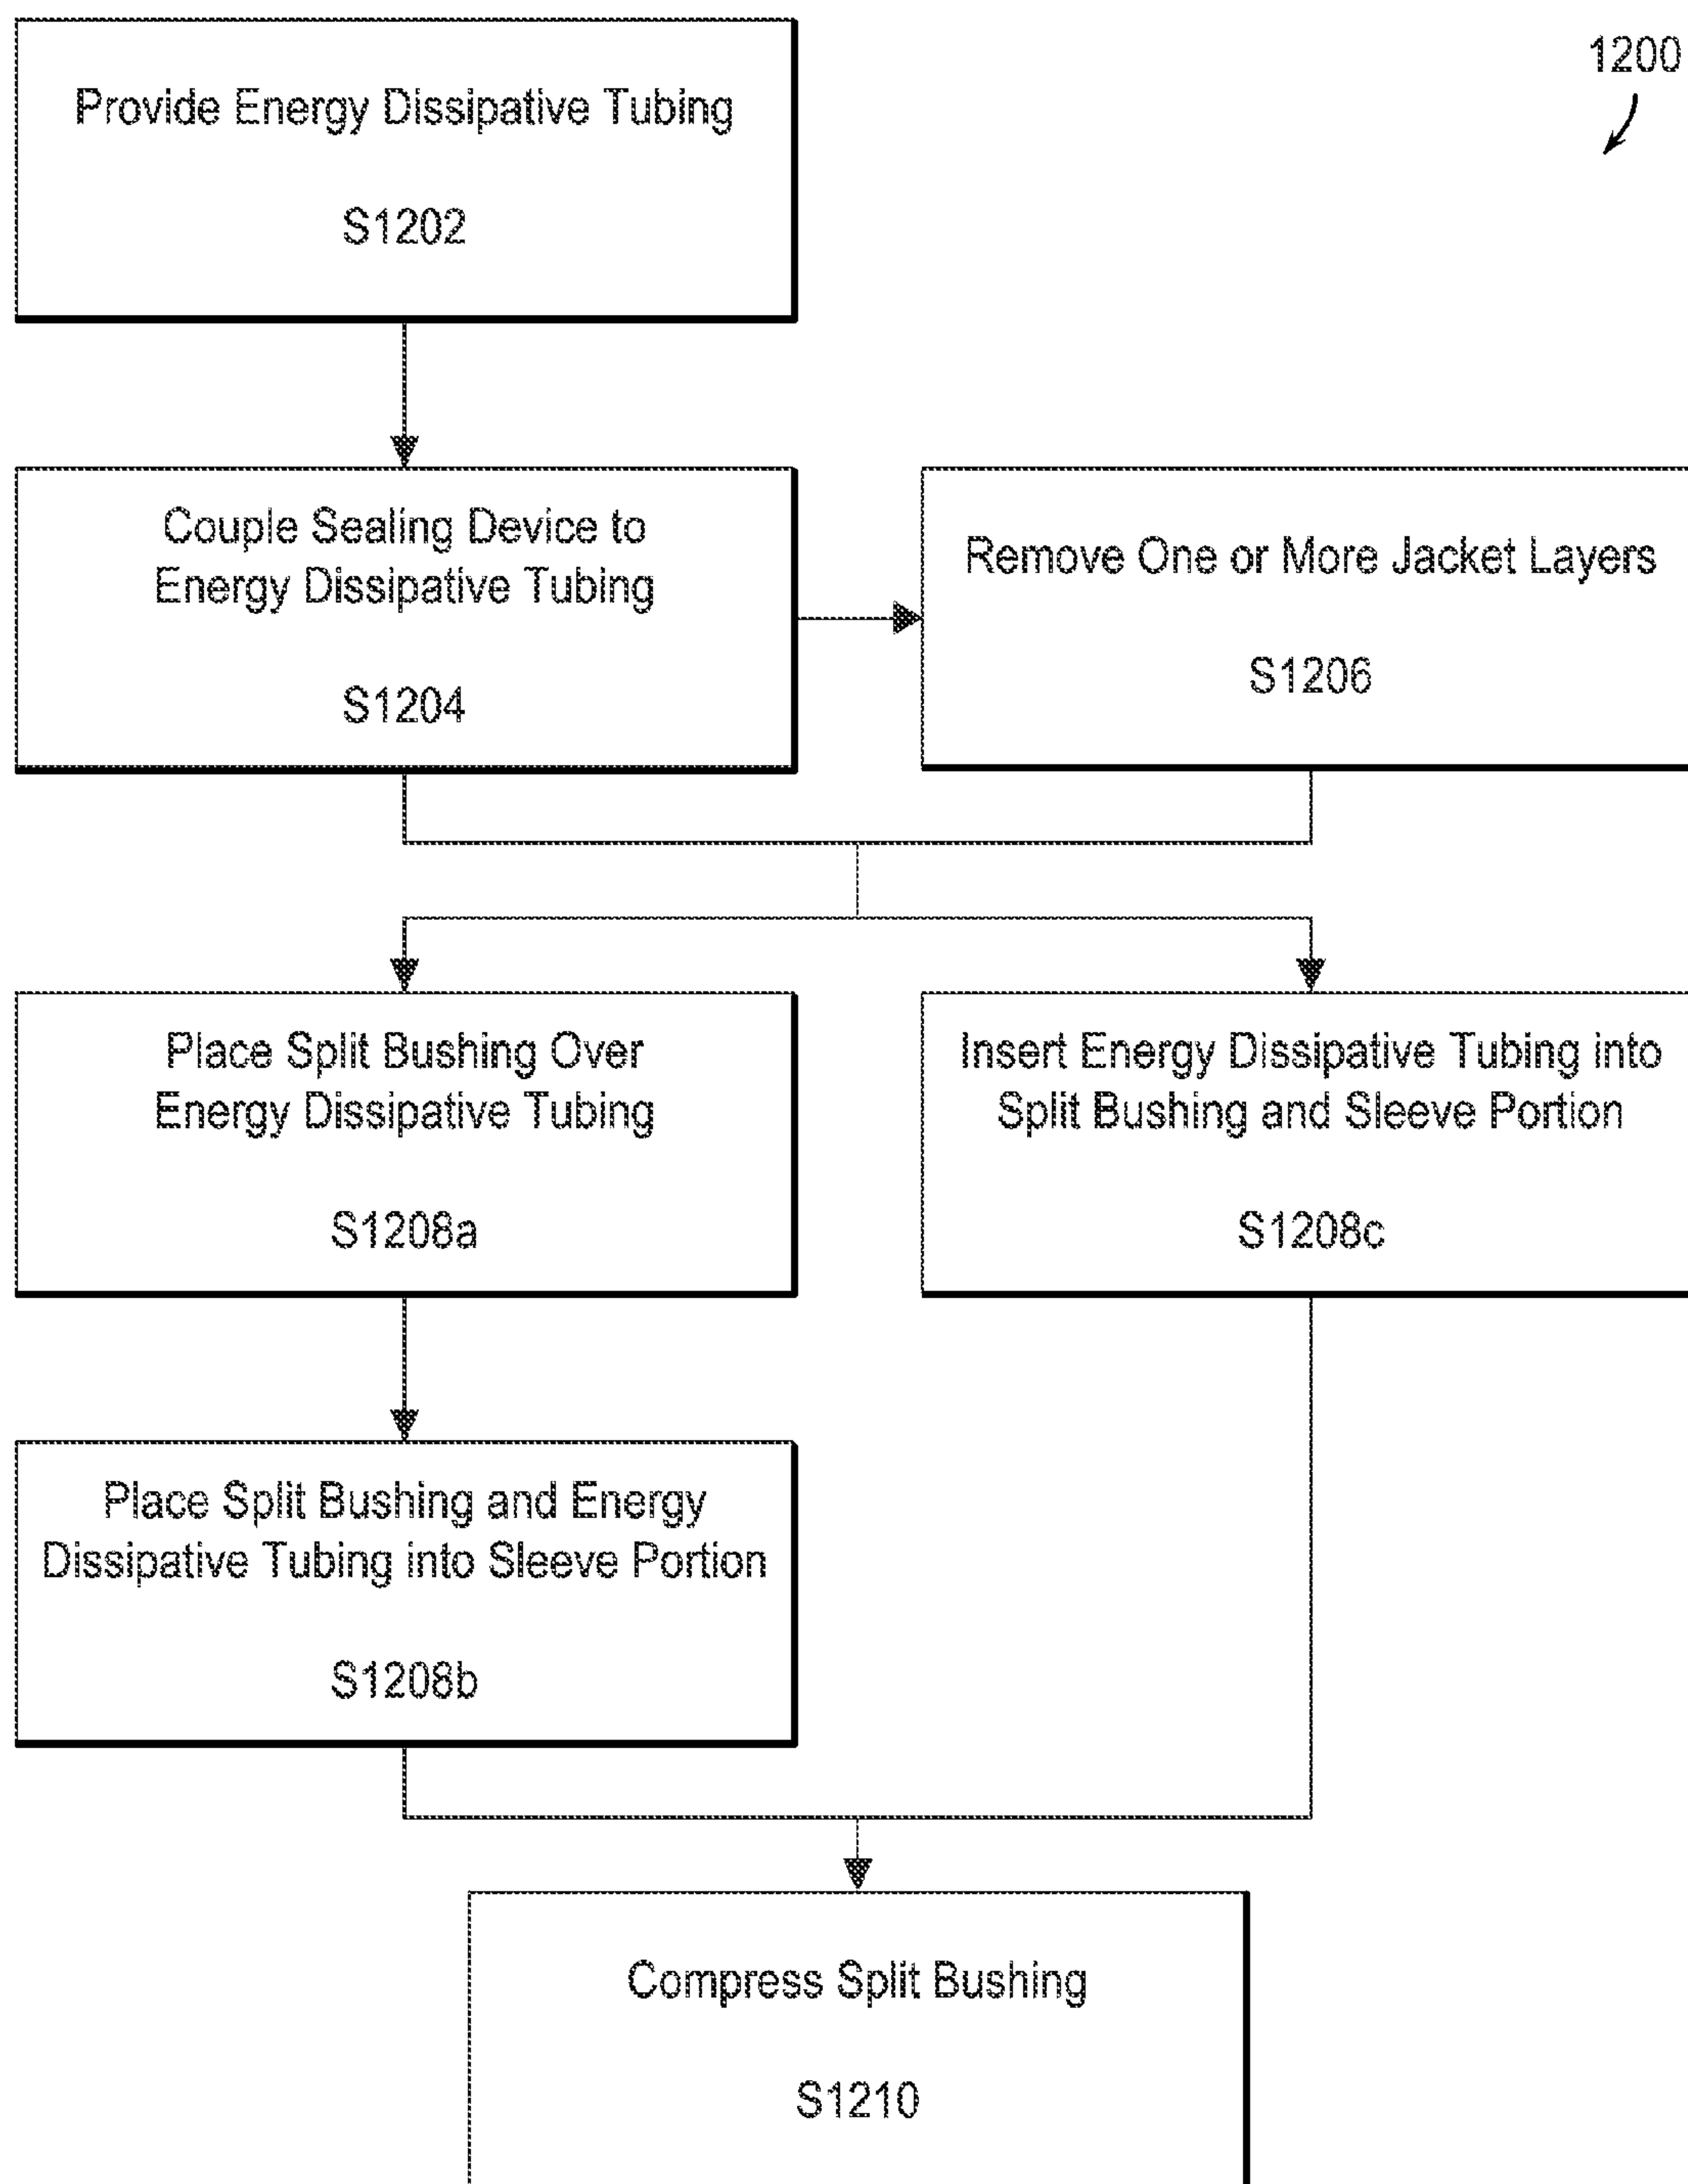 1200
Provide Energy Dissipative Tubing
S1202
Couple Sealing Device to
Energy Dissipative Tubing
S1204
Remove One or More Jacket Layers
S1206
Place Split Bushing Over
Energy Dissipative Tubing
S1208a
Insert Energy Dissipative Tubing into
Split Bushing and Sleeve Portion
S1208c
Place Split Bushing and Energy
Dissipative Tubing into Sleeve Portion
S1208b
Compress Split Bushing
S1210